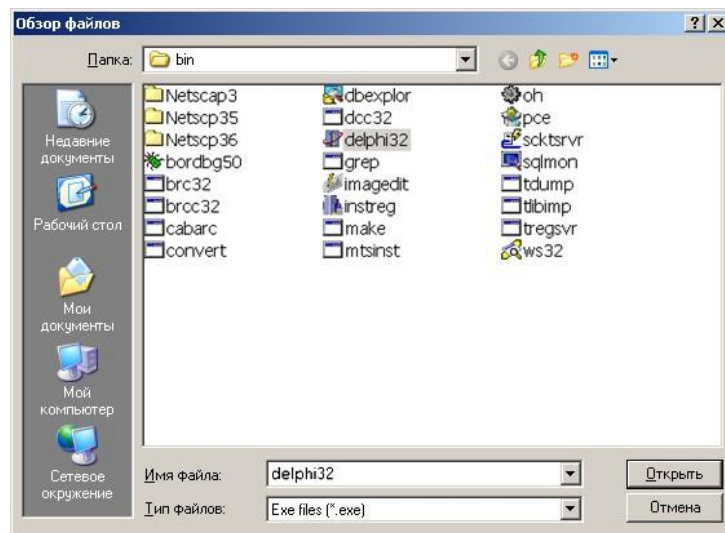 Обзор файлов
Папка:
bin
Недавние документы
Рабочий стол
Мои документы
Мой компьютер
Сетевое окружение
Netscap3
Netscp35
Netscp36
bordbg50
brc32
brcc32
cabarc
convert
dbexplor
dcc32
delphi32
grep
imagedit
instreg
make
mtsinst
oh
pce
scktsrvr
sqlmon
tdump
tlibimp
tregsvr
ws32
Имя файла:
delphi32
Открыть
Тип файлов:
Exe files (*.exe)
Отмена